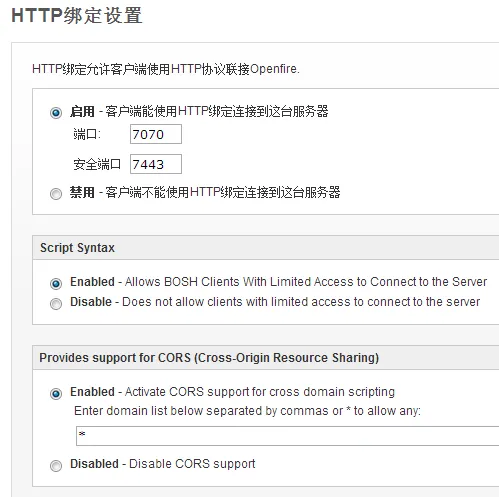 HTTP绑定设置
HTTP绑定允许客户端使用HTTP协议联接Openfire.
启用 - 客户端能使用HTTP绑定连接到这台服务器
端口: 7070
安全端口 7443
禁用 - 客户端不能使用HTTP绑定连接到这台服务器
Script Syntax
Enabled - Allows BOSH Clients With Limited Access to Connect to the Server
Disable - Does not allow clients with limited access to connect to the server
Provides support for CORS (Cross-Origin Resource Sharing)
Enabled - Activate CORS support for cross domain scripting
Enter domain list below separated by commas or * to allow any:
*
Disabled - Disable CORS support